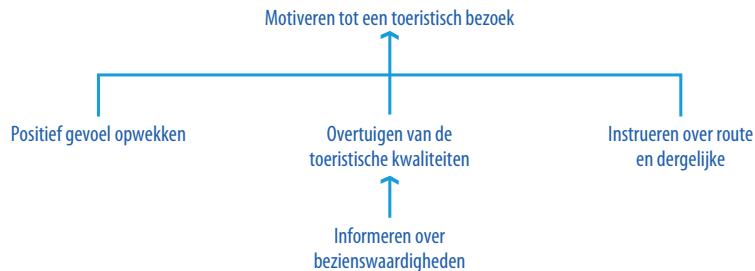 Motiveren tot een toeristisch bezoek
Positief gevoel opwekken
Overtuigen van de
toeristische kwaliteiten
Instrueren over route
en dergelijke
Informeren over
bezienswaardigheden